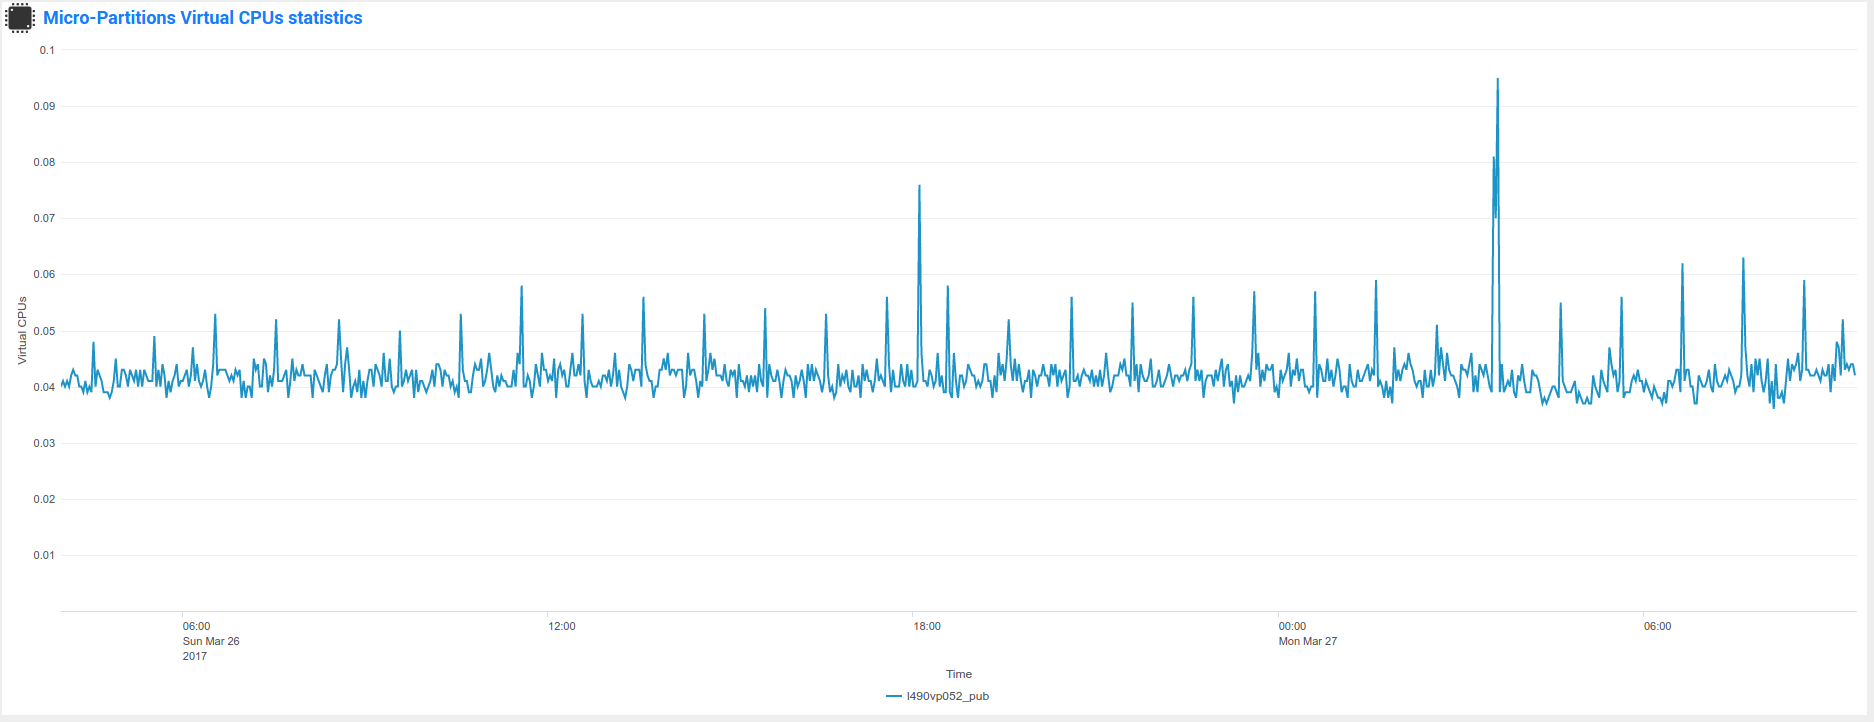 Micro-Partitions Virtual CPUs statistics
0.1
0.09
0.08
0.07
0.06
0.05
0.04
0.03
0.02
0.01
Virtual CPUs
06:00
Sun Mar 26
2017
12:00
18:00
00:00
Mon Mar 27
06:00
Time
l490vp052_pub